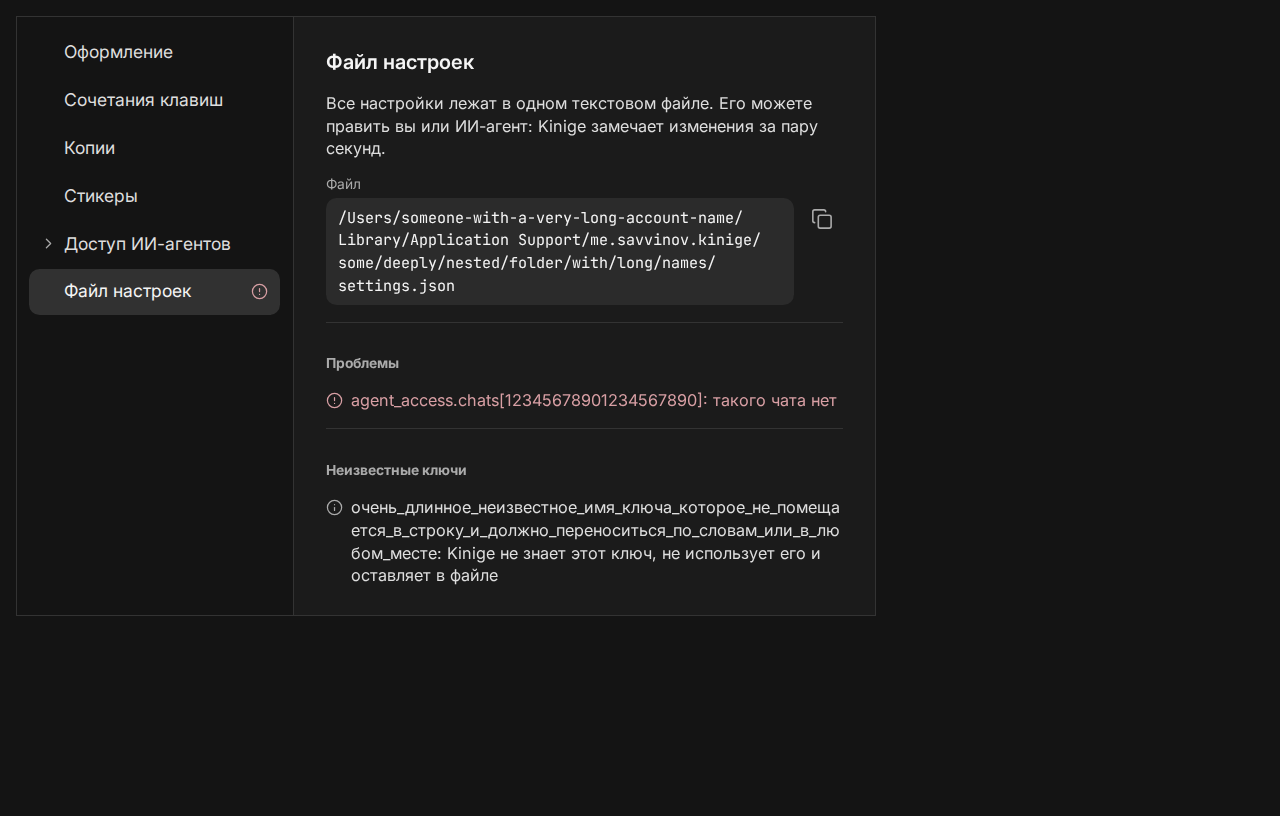 Оформление
Сочетания клавиш
Копии
Стикеры
Доступ ИИ-агентов
Файл настроек
Файл настроек
Все настройки лежат в одном текстовом файле. Его можете
править вы или ИИ-агент: Kinige замечает изменения за пару
секунд.
Файл
/Users/someone-with-a-very-long-account-name/
Library/Application Support/me.savvinov.kinige/
some/deeply/nested/folder/with/long/names/
settings.json
Проблемы
agent_access.chats[12345678901234567890]: такого чата нет
Неизвестные ключи
очень_длинное_неизвестное_имя_ключа_которое_не_помеща
ется_в_строку_и_должно_переноситься_по_словам_или_в_лю
бом_месте: Kinige не знает этот ключ, не использует его и
оставляет в файле